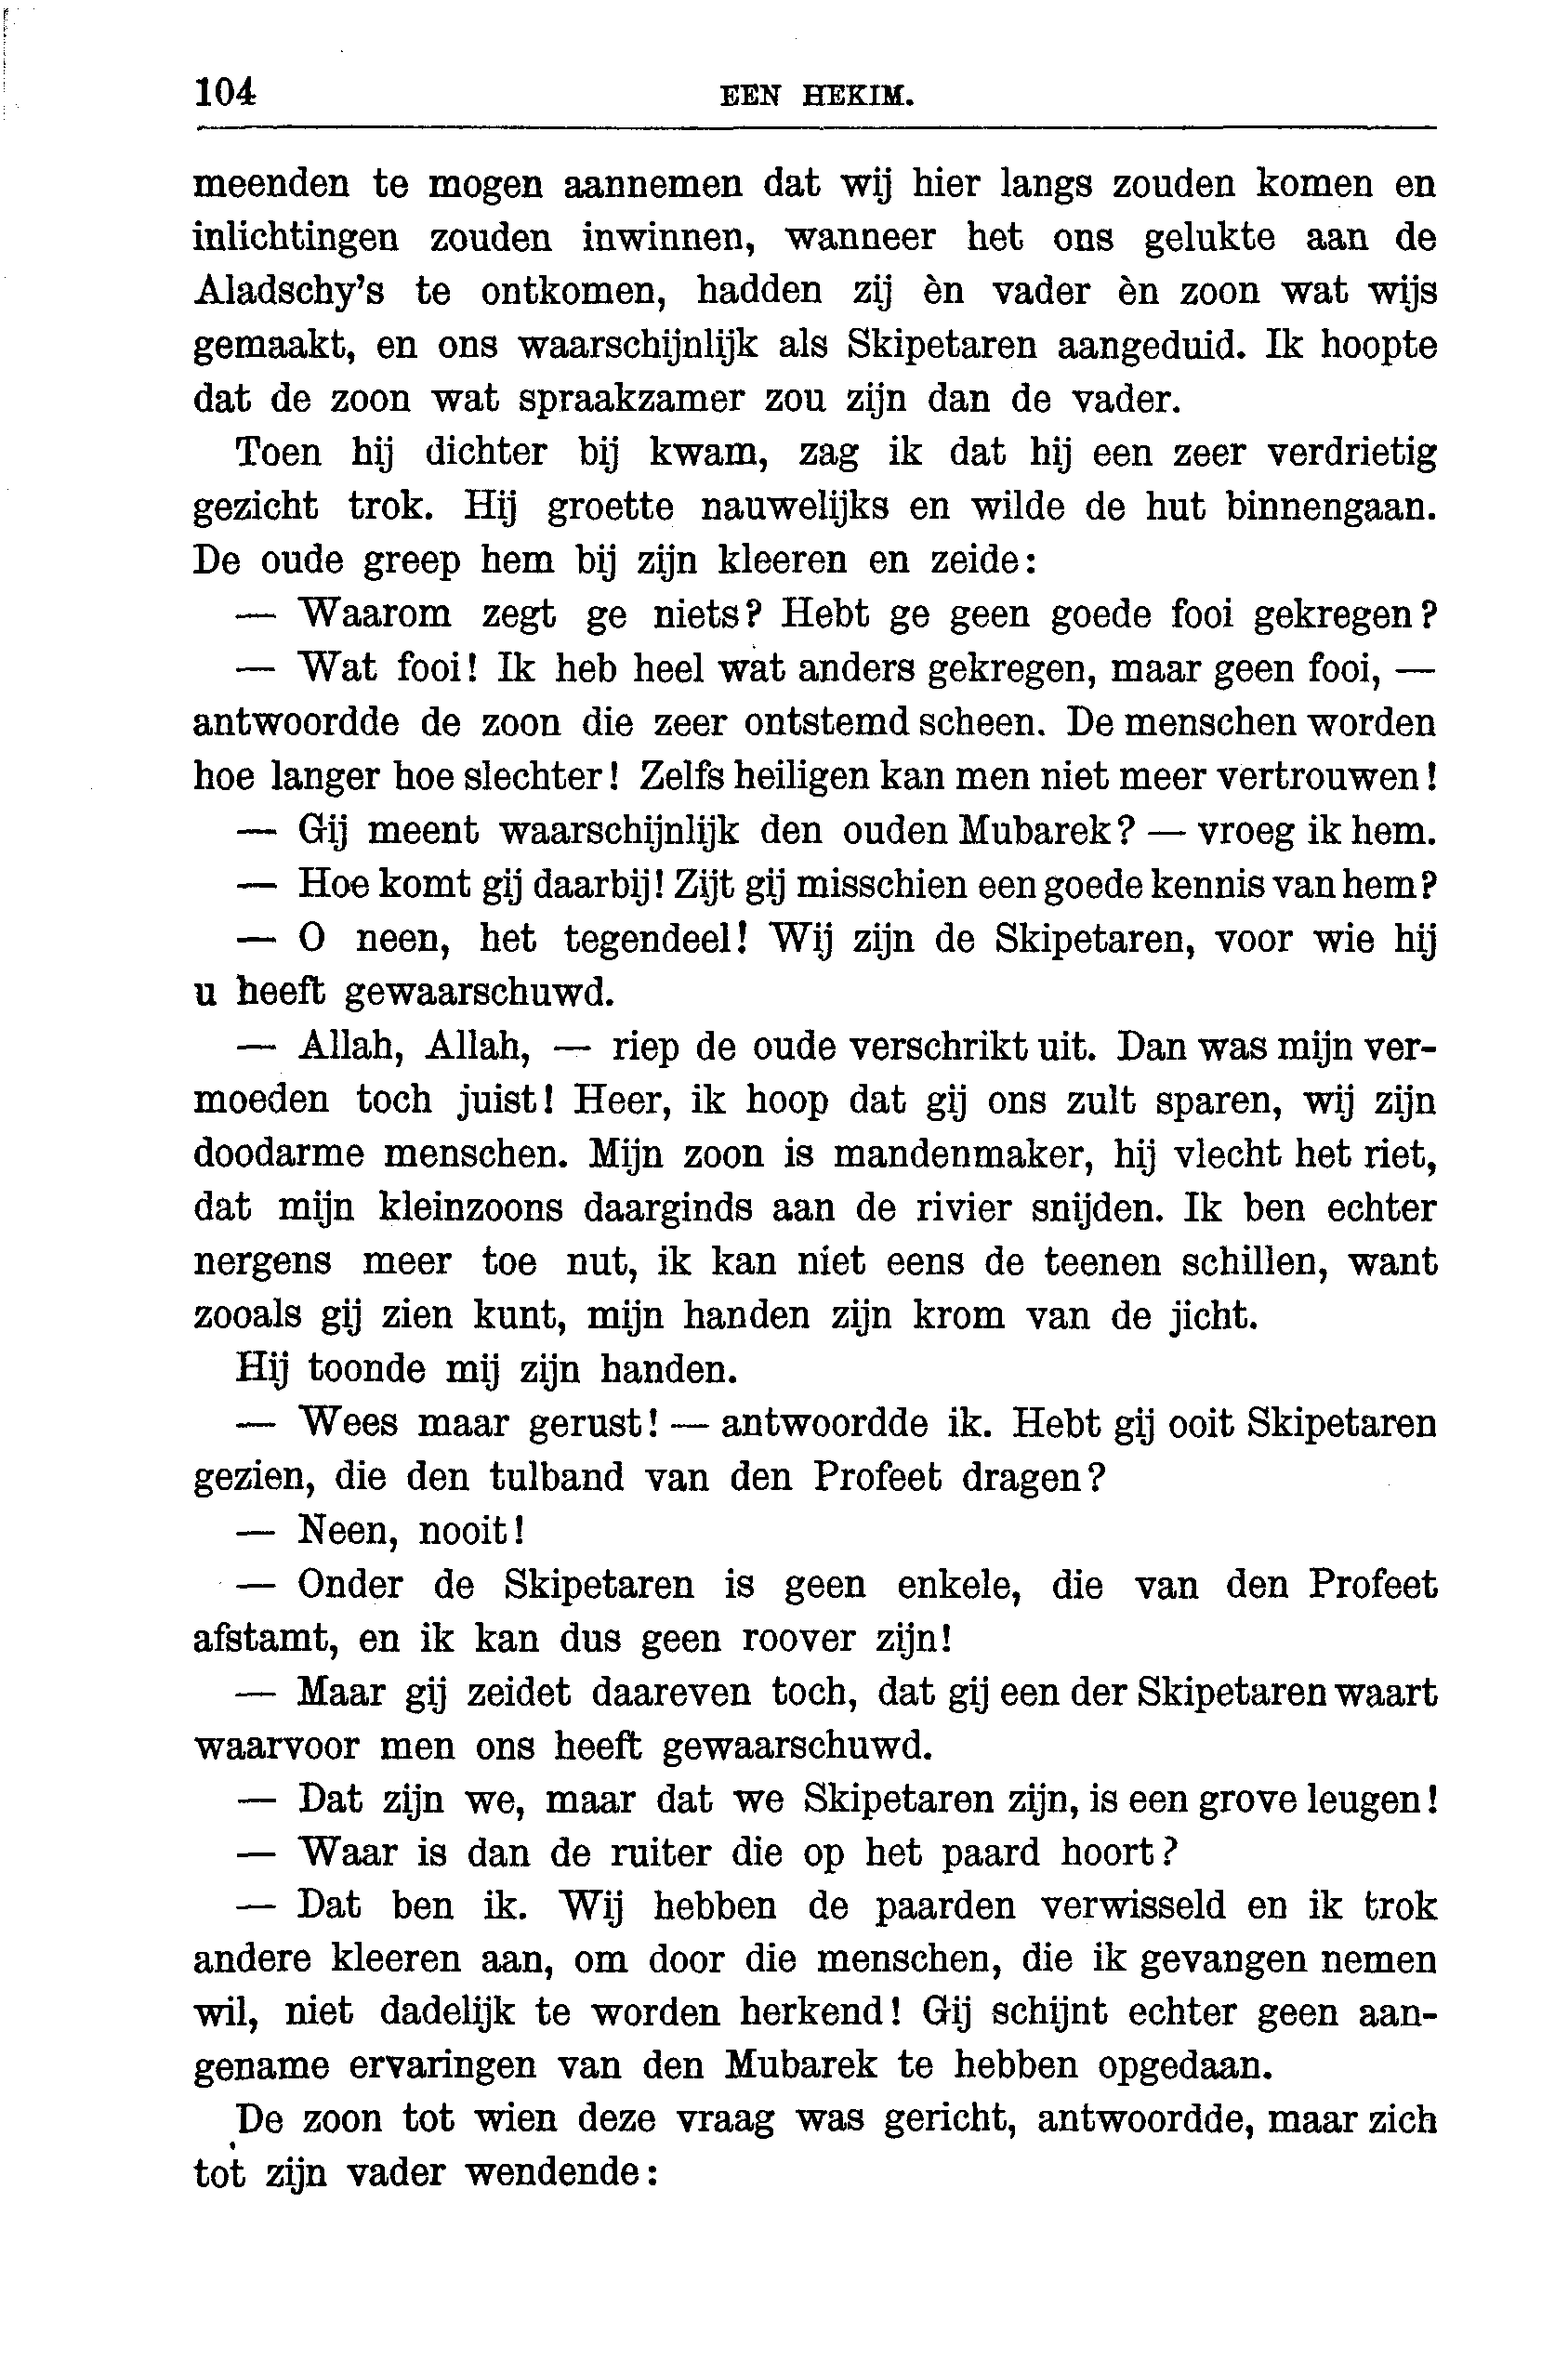 104 EEN HEKIM.
meenden te mogen aannemen dat wij hier langs zouden komen en
inlichtingen zouden inwinnen, wanneer het ons gelukte aan de
Aladschy's te ontkomen, hadden zij èn vader èn zoon wat wijs
gemaakt, en ons waarschijnlijk als Skipetaren aangeduid. Ik hoopte
dat de zoon wat spraakzamer zou zijn dan de vader.
Toen hij dichter bij kwam, zag ik dat hij een zeer verdrietig
gezicht trok. Hij groette nauwelijks en wilde de hut binnengaan.
De oude greep hem bij zijn kleeren en zeide:
— Waarom zegt ge niets? Hebt ge geen goede fooi gekregen?
— Wat fooi! Ik heb heel wat anders gekregen, maar geen fooi, —
antwoordde de zoon die zeer ontstemd scheen. De menschen worden
hoe langer hoe slechter! Zelfs heiligen kan men niet meer vertrouwen!
— Gij meent waarschijnlijk den ouden Mubarek? — vroeg ik hem.
— Hoe komt gij daarbij! Zijt gij misschien een goede kennis van hem?
— O neen, het tegendeel! Wij zijn de Skipetaren, voor wie hij
u heeft gewaarschuwd.
— Allah, Allah, — riep de oude verschrikt uit. Dan was mijn ver-
moeden toch juist! Heer, ik hoop dat gij ons zult sparen, wij zijn
doodarme menschen. Mijn zoon is mandenmaker, hij vlecht het riet,
dat mijn kleinzoons daarginds aan de rivier snijden. Ik ben echter
nergens meer toe nut, ik kan niet eens de teenen schillen, want
zooals gij zien kunt, mijn handen zijn krom van de jicht.
Hij toonde mij zijn handen.
— Wees maar gerust! — antwoordde ik. Hebt gij ooit Skipetaren
gezien, die den tulband van den Profeet dragen?
— Neen, nooit!
— Onder de Skipetaren is geen enkele, die van den Profeet
afstamt, en ik kan dus geen roover zijn!
— Maar gij zeidet daareven toch, dat gij een der Skipetaren waart
waarvoor men ons heeft gewaarschuwd.
— Dat zijn we, maar dat we Skipetaren zijn, is een grove leugen!
— Waar is dan de ruiter die op het paard hoort?
— Dat ben ik. Wij hebben de paarden verwisseld en ik trok
andere kleeren aan, om door die menschen, die ik gevangen nemen
wil, niet dadelijk te worden herkend! Gij schijnt echter geen aan-
gename ervaringen van den Mubarek te hebben opgedaan.
De zoon tot wien deze vraag was gericht, antwoordde, maar zich
tot zijn vader wendende: